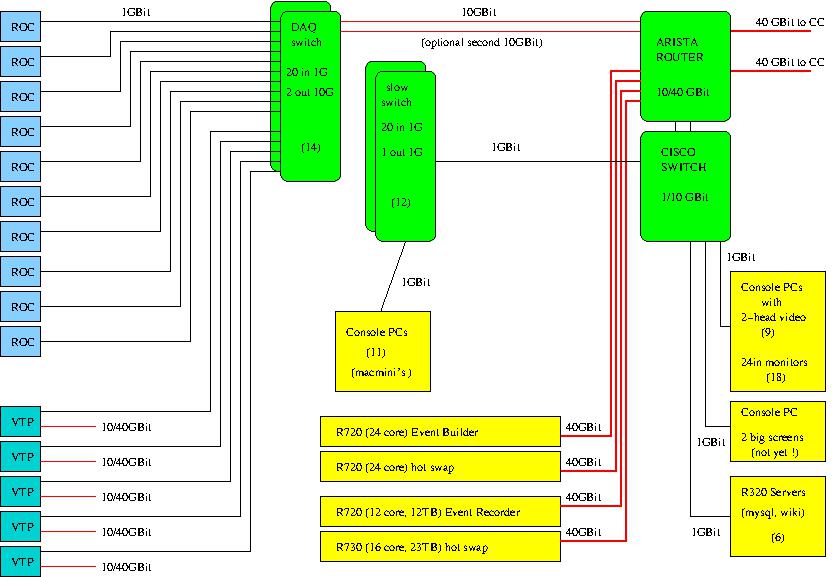 ROC
ROC
ROC
ROC
ROC
ROC
ROC
ROC
ROC
ROC
VTP
VTP
VTP
VTP
VTP
10/40GBit
10/40GBit
10/40GBit
10/40GBit
10/40GBit
1GBit
DAQ
switch
20 in 1G
2 out 10G
(14)
10GBit
(optional second 10GBit)
slow
switch
20 in 1G
1 out 1G
(12)
1GBit
1GBit
Console PCs
(11)
(macmini's)
R720 (24 core) Event Builder
R720 (24 core) hot swap
R720 (12 core, 12TB) Event Recorder
R730 (16 core, 23TB) hot swap
40GBit
40GBit
40GBit
40GBit
ARISTA
ROUTER
10/40 GBit
40 GBit to CC
40 GBit to CC
CISCO
SWITCH
1/10 GBit
1GBit
Console PCs
with
2-head video
(9)
24in monitors
(18)
1GBit
Console PC
2 big screens
(not yet !)
1GBit
R320 Servers
(mysql, wiki)
(6)